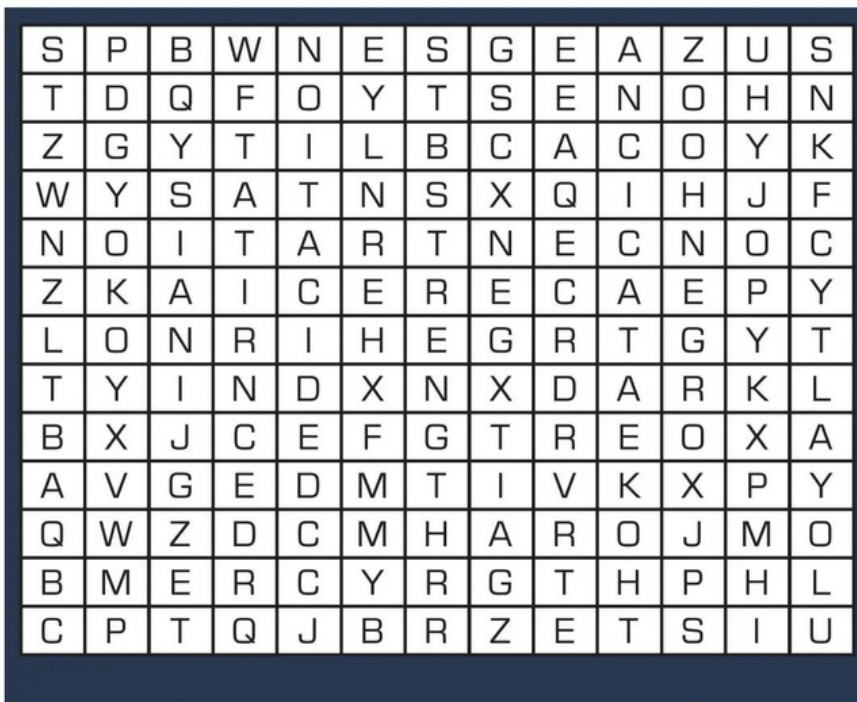 S P B W N E S G E A Z U S
T D Q F O Y T S E N O H N
Z G Y T I L B C A C O Y K
W Y S A T N S X Q I H J F
N O I T A R T N E C N O C
Z K A I C E R E C A E P Y
L O N R I H E G R T G Y T
T Y I N D X N X D A R K L
B X J C E F G T R E O X A
A V G E D M T I V K X P Y
Q W Z D C M H A R O J M O
B M E R C Y R G T H P H L
C P T Q J B R Z E T S I U